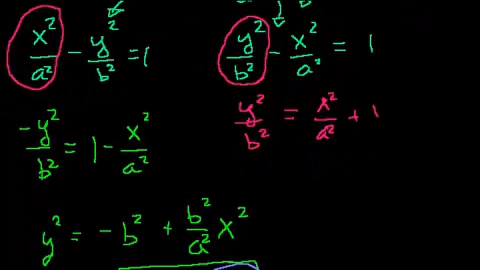 x²/a² - y²/b² = 1
y²/b² - x²/a² = 1
y²/b² = x²/a² + 1
-y²/b² = 1 - x²/a²
y² = -b² + b²/a² x²